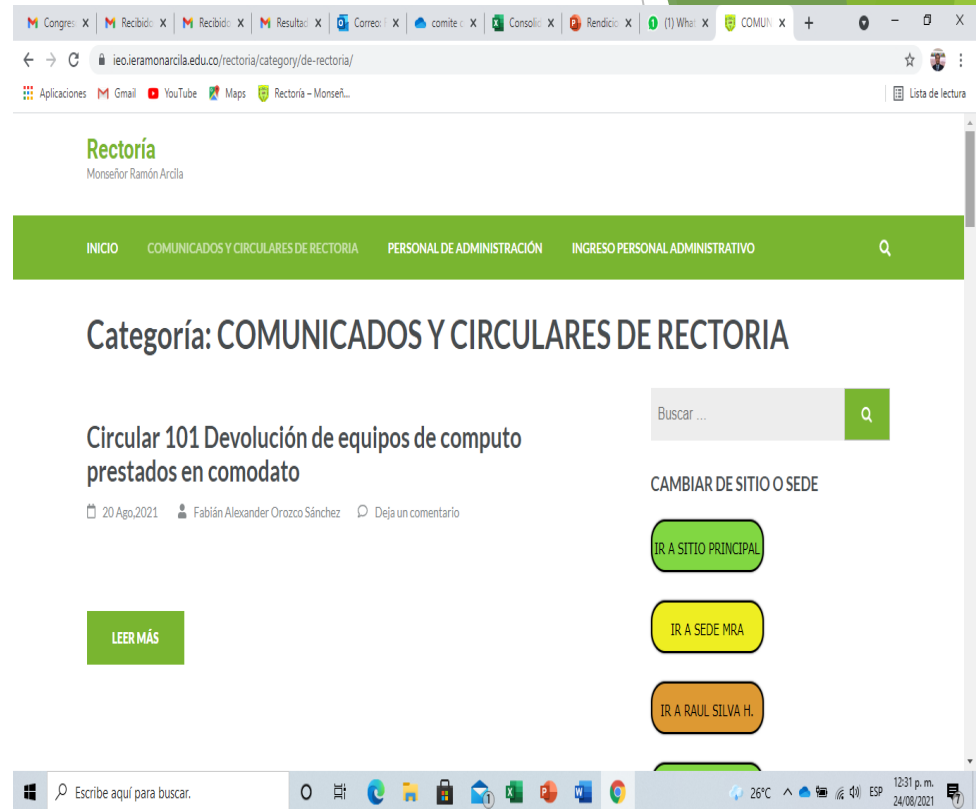 Congres
Recibido
Recibido
Resultad
Correo:
comite c
Consolid
Rendicio
(1) What
COMUN
ieo.ieramonarcila.edu.co/rectoria/category/de-rectoria/
Aplicaciones Gmail YouTube Maps Rectoría – Monseñ... Lista de lectura
Rectoría
Monseñor Ramón Arcila
INICIO COMUNICADOS Y CIRCULARES DE RECTORIA PERSONAL DE ADMINISTRACIÓN INGRESO PERSONAL ADMINISTRATIVO
Categoría: COMUNICADOS Y CIRCULARES DE RECTORIA
Circular 101 Devolución de equipos de computo
prestados en comodato
20 Ago,2021 Fabián Alexander Orozco Sánchez Deja un comentario
LEER MÁS
Buscar ...
CAMBIAR DE SITIO O SEDE
IR A SITIO PRINCIPAL
IR A SEDE MRA
IR A RAUL SILVA H.
Escribe aquí para buscar.
26°C ESP
12:31 p. m.
24/08/2021